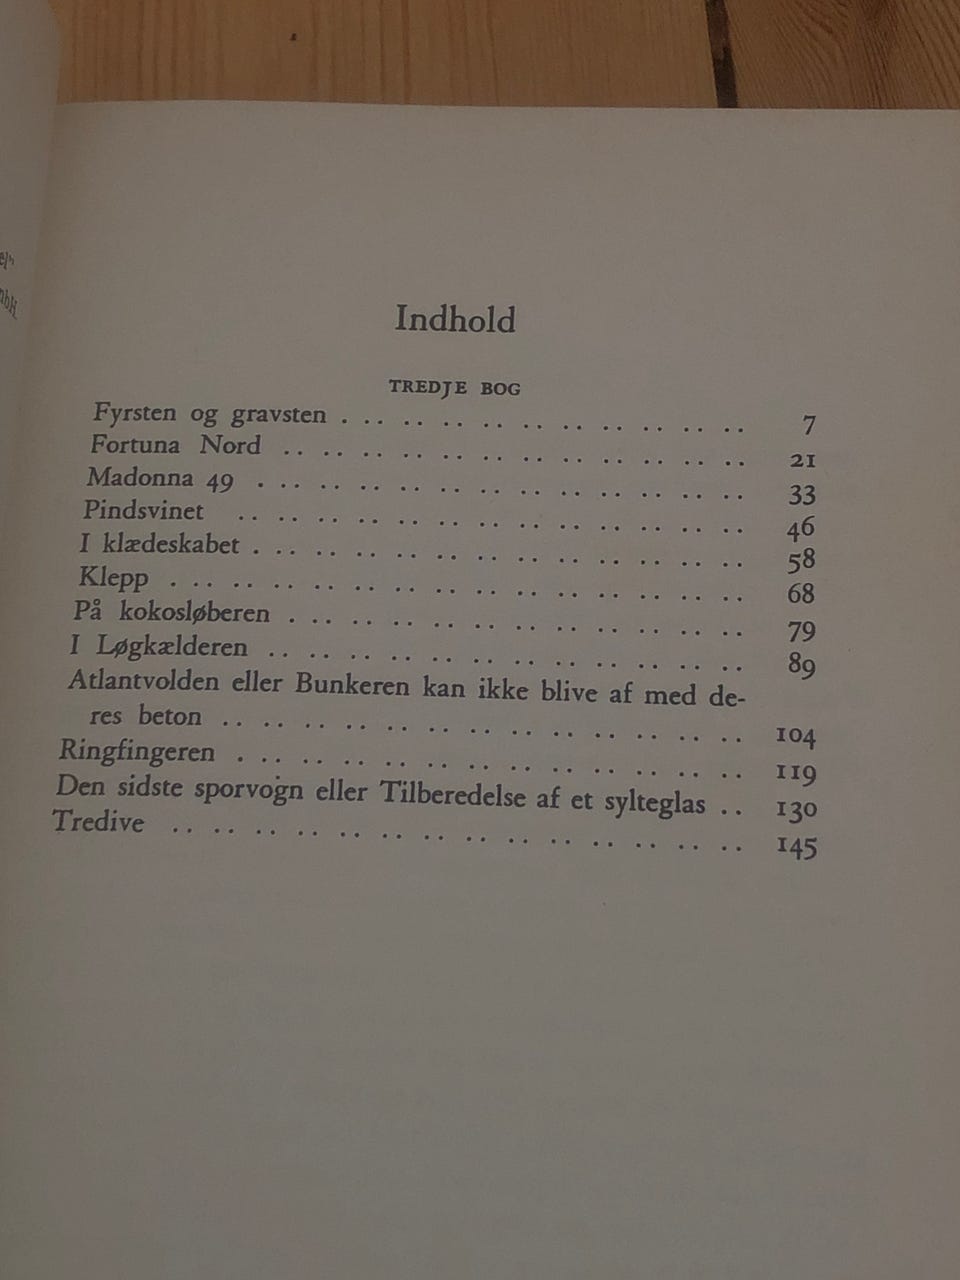 Indhold
TREDJE BOG
Fyrsten og gravsten . .. .. .. .. .. .. .. .. .. .. 7
Fortuna Nord .. .. .. .. .. .. .. .. .. .. .. .. 21
Madonna 49 . .. .. .. .. .. .. .. .. .. .. .. .. 33
Pindsvinet .. .. .. .. .. .. .. .. .. .. .. .. .. 46
I klædeskabet . .. .. .. .. .. .. .. .. .. .. .. .. 58
Klepp . .. .. .. .. .. .. .. .. .. .. .. .. .. .. 68
På kokosløberen . .. .. .. .. .. .. .. .. .. .. .. 79
I Løgkælderen .. .. .. .. .. .. .. .. .. .. .. .. 89
Atlantvolden eller Bunkeren kan ikke blive af med de-
res beton .. .. .. .. .. .. .. .. .. .. .. .. .. 104
Ringfingeren . .. .. .. .. .. .. .. .. .. .. .. .. 119
Den sidste sporvogn eller Tilberedelse af et sylteglas .. 130
Tredive .. .. .. .. .. .. .. .. .. .. .. .. .. .. 145